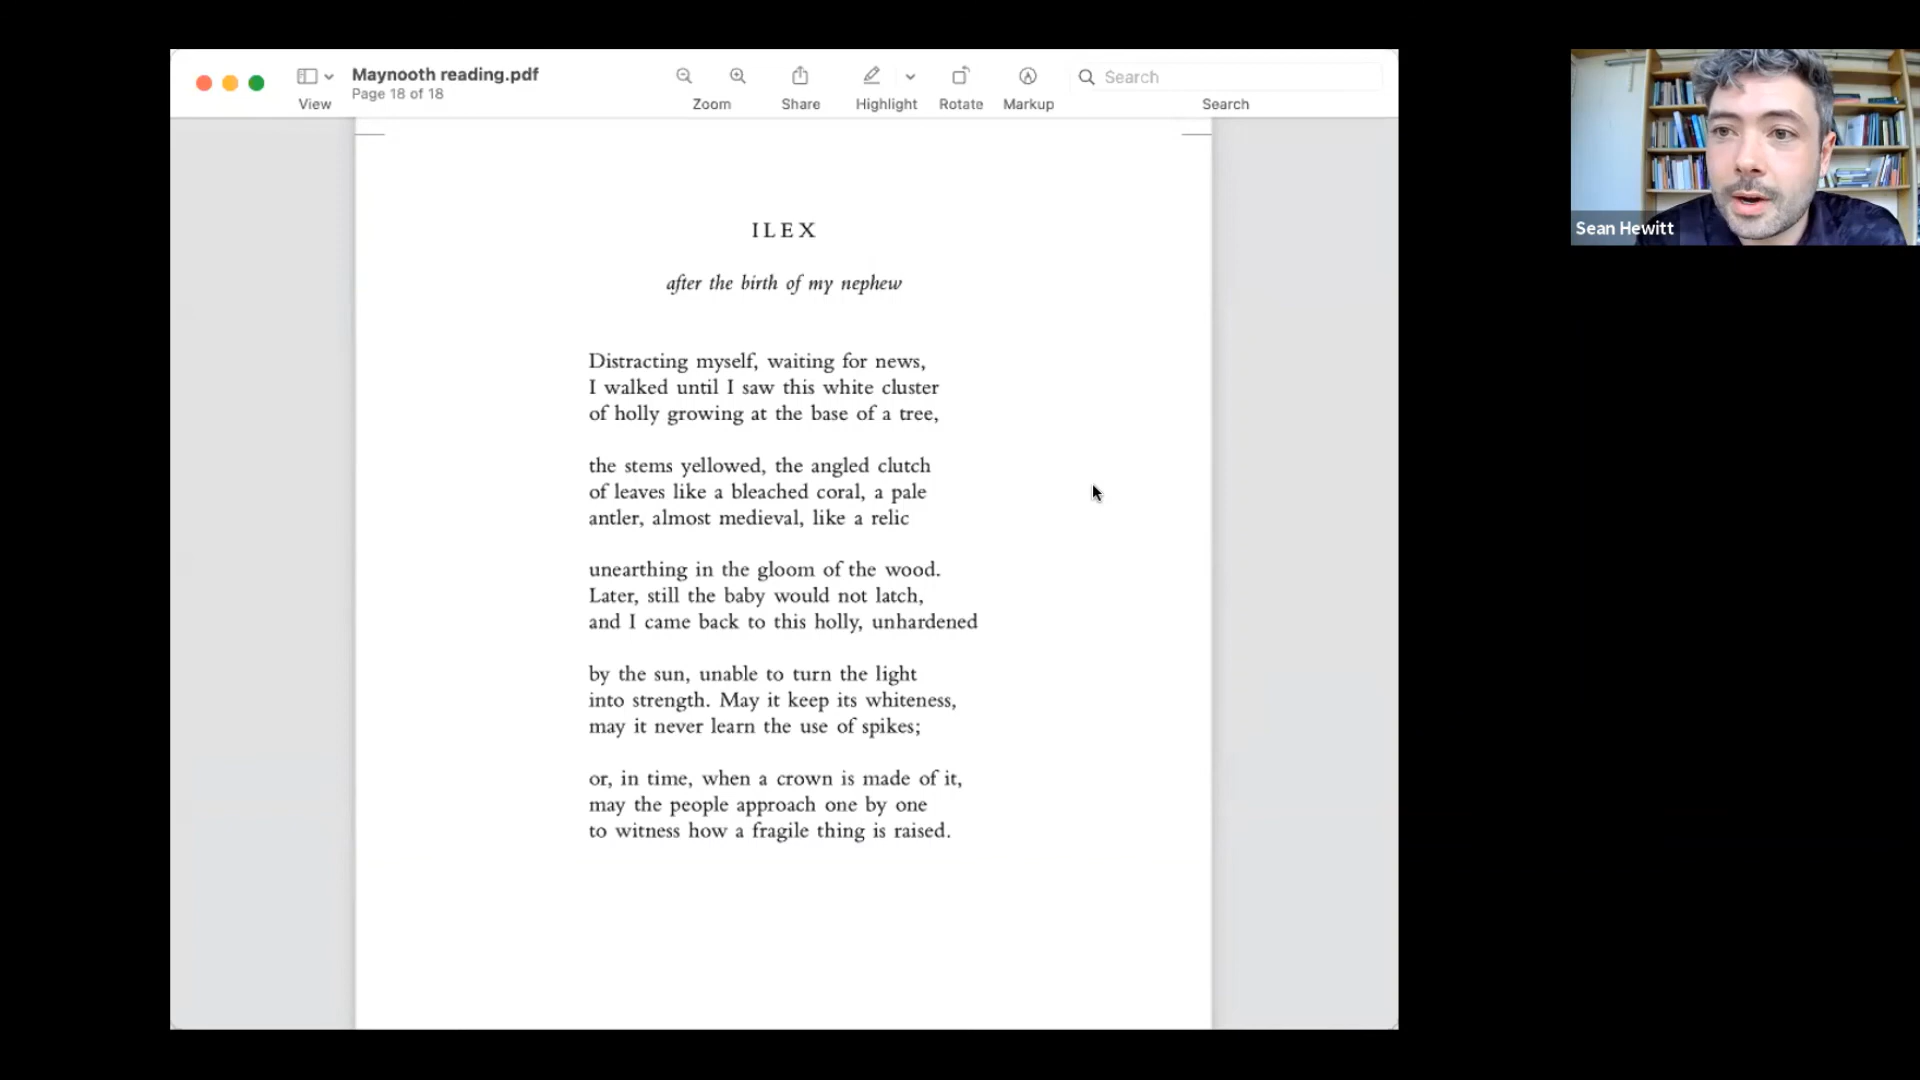 Maynooth reading.pdf
Page 18 of 18
View
Zoom
Share
Highlight
Rotate
Markup
Search
Search
Sean Hewitt
ILEX
after the birth of my nephew
Distracting myself, waiting for news,
I walked until I saw this white cluster
of holly growing at the base of a tree,
the stems yellowed, the angled clutch
of leaves like a bleached coral, a pale
antler, almost medieval, like a relic
unearthing in the gloom of the wood.
Later, still the baby would not latch,
and I came back to this holly, unhardened
by the sun, unable to turn the light
into strength. May it keep its whiteness,
may it never learn the use of spikes;
or, in time, when a crown is made of it,
may the people approach one by one
to witness how a fragile thing is raised.